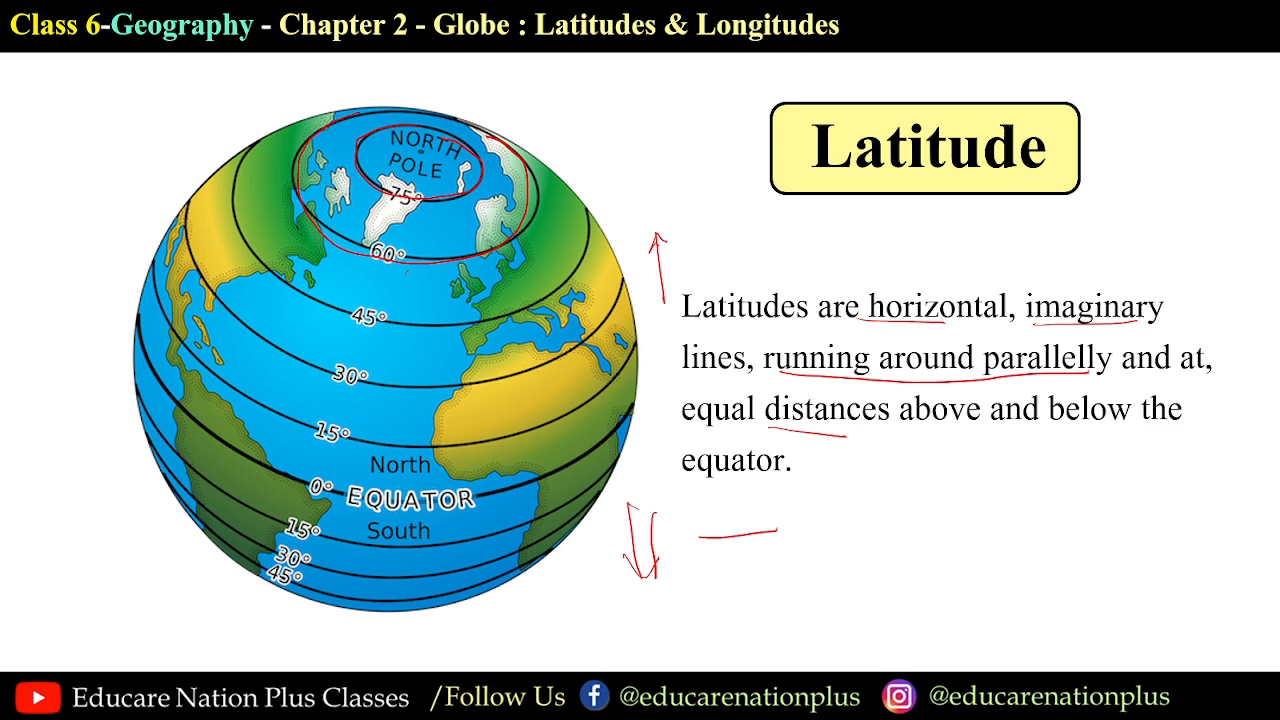 Class 6-Geography - Chapter 2 - Globe : Latitudes & Longitudes
Latitude
NORTH
POLE
75°
60°
45°
30°
15°
North
0° EQUATOR
South
15°
30°
45°
Latitudes are horizontal, imaginary
lines, running around parallelly and at,
equal distances above and below the
equator.
Educare Nation Plus Classes /Follow Us @educarenationplus @educarenationplus